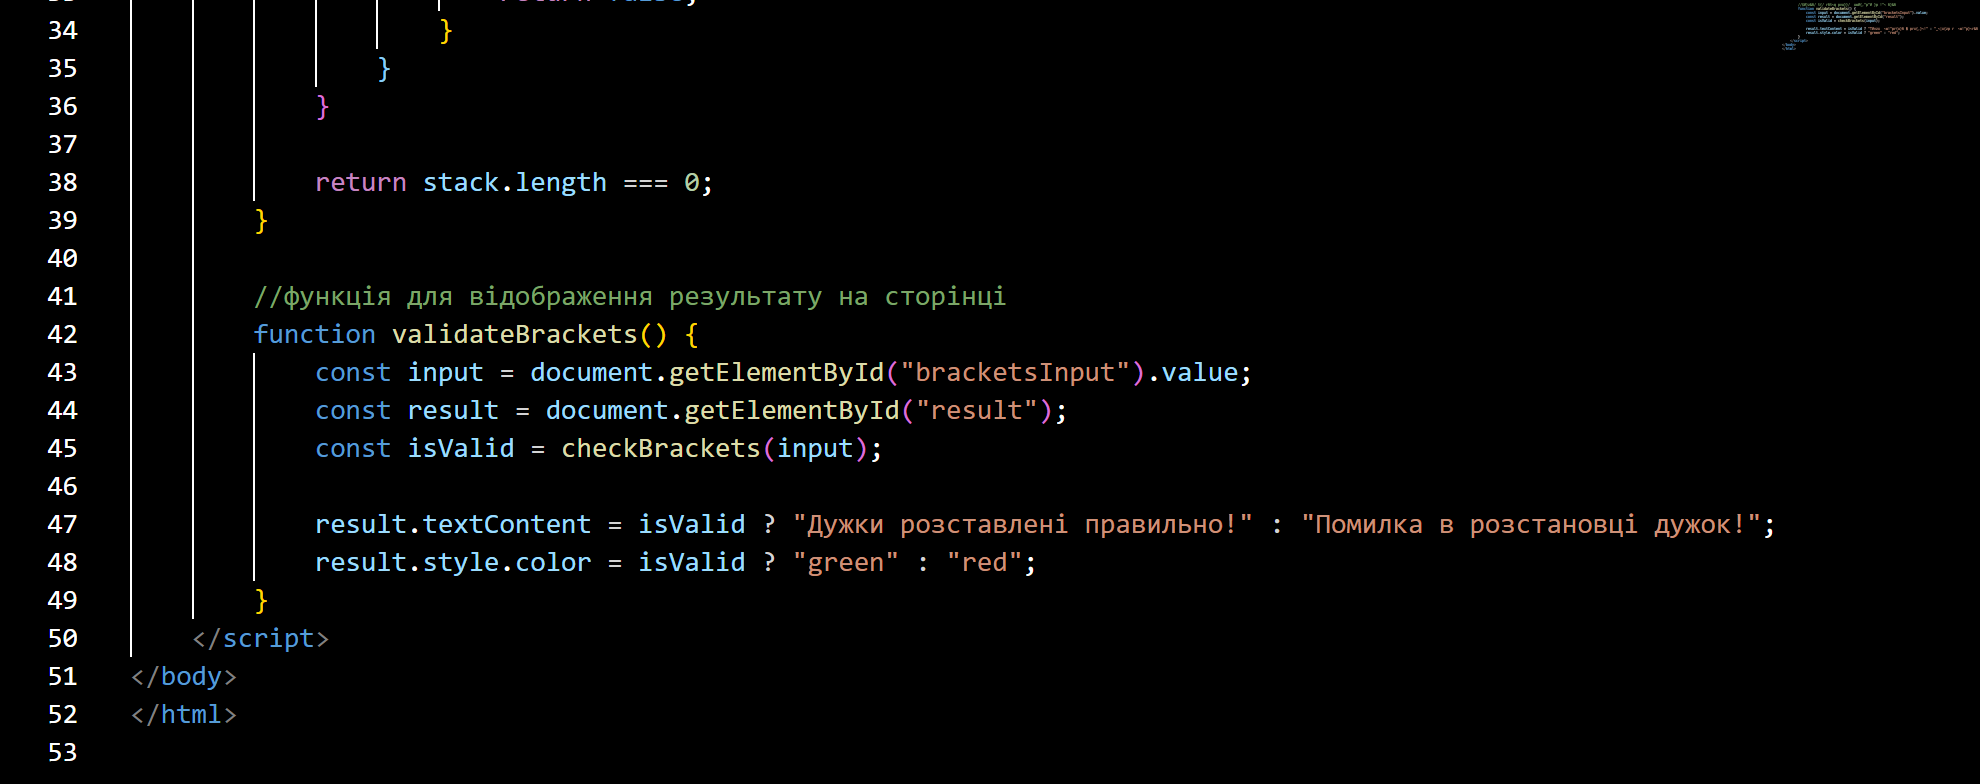 34 }
35 }
36 }
37
38 return stack.length === 0;
39 }
40
41 //функція для відображення результату на сторінці
42 function validateBrackets() {
43 const input = document.getElementById("bracketsInput").value;
44 const result = document.getElementById("result");
45 const isValid = checkBrackets(input);
46
47 result.textContent = isValid ? "Дужки розставлені правильно!" : "Помилка в розстановці дужок!";
48 result.style.color = isValid ? "green" : "red";
49 }
50 </script>
51 </body>
52 </html>
53